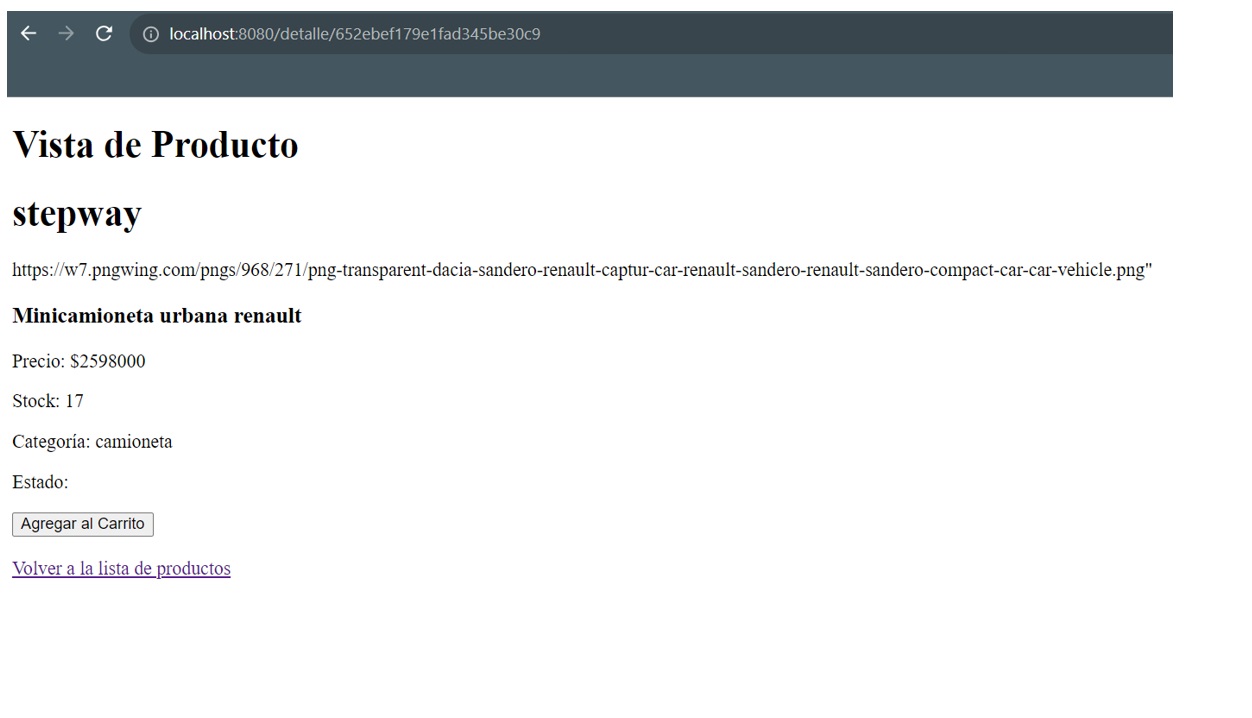 localhost:8080/detalle/652ebef179e1fad345be30c9
Vista de Producto
stepway
https://w7.pngwing.com/pngs/968/271/png-transparent-dacia-sandero-renault-captur-car-renault-sandero-renault-sandero-compact-car-car-vehicle.png"
Minicamioneta urbana renault
Precio: $2598000
Stock: 17
Categoría: camioneta
Estado:
Agregar al Carrito
Volver a la lista de productos